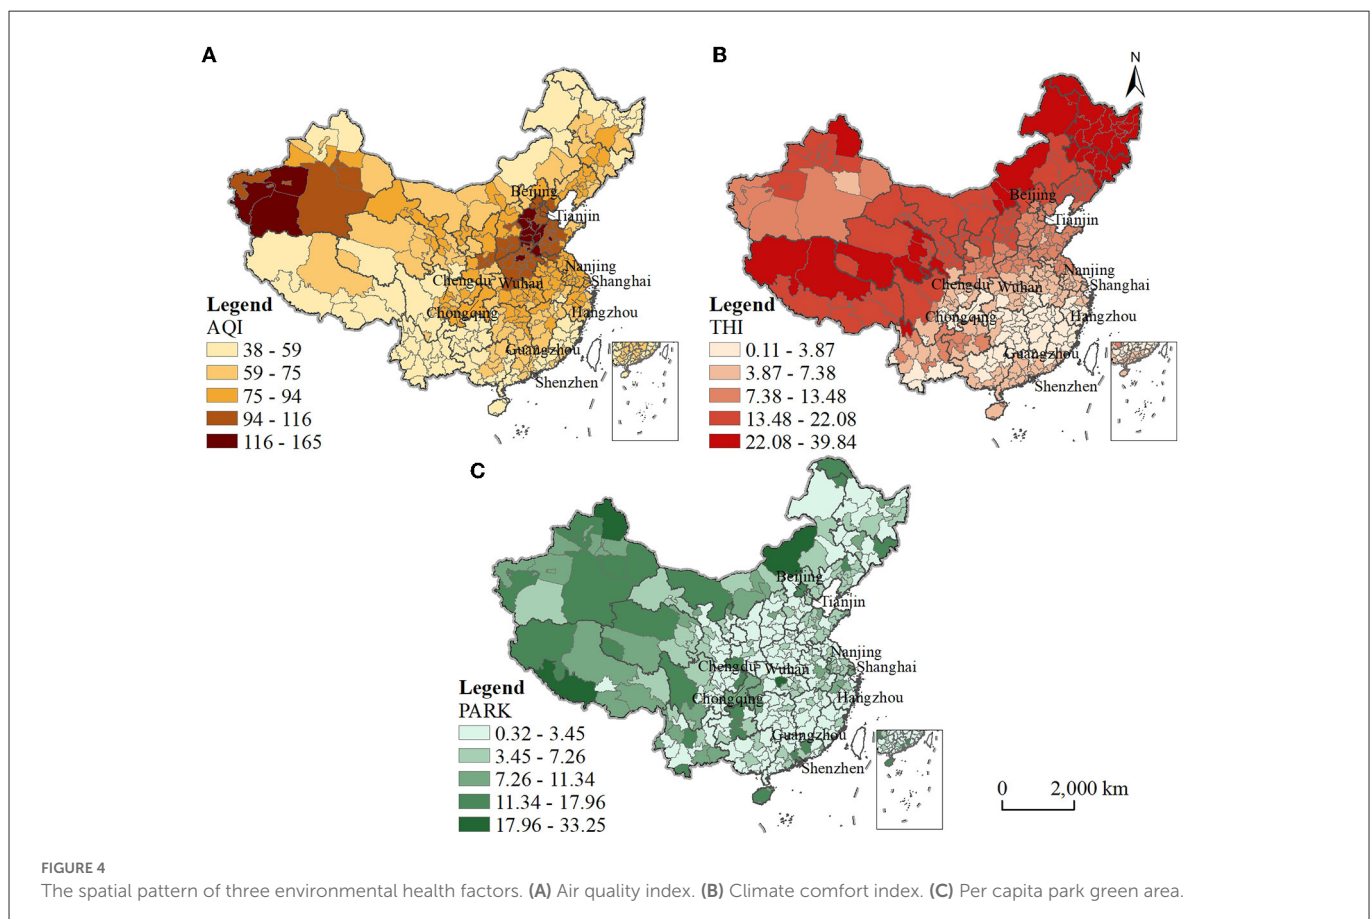 A
Beijing
Tianjin
Nanjing
Chengdu
Wuhan
Shanghai
Chongqing
Hangzhou
Guangzhou
Shenzhen
Legend
AQI
38 - 59
59 - 75
75 - 94
94 - 116
116 - 165
B
N
Beijing
Tianjin
Nanjing
Chengdu
Wuhan
Shanghai
Chongqing
Hangzhou
Guangzhou
Shenzhen
Legend
THI
0.11 - 3.87
3.87 - 7.38
7.38 - 13.48
13.48 - 22.08
22.08 - 39.84
C
Beijing
Tianjin
Nanjing
Chengdu
Wuhan
Shanghai
Chongqing
Hangzhou
Guangzhou
Shenzhen
Legend
PARK
0.32 - 3.45
3.45 - 7.26
7.26 - 11.34
11.34 - 17.96
17.96 - 33.25
0 2,000 km
FIGURE 4
The spatial pattern of three environmental health factors. (A) Air quality index. (B) Climate comfort index. (C) Per capita park green area.